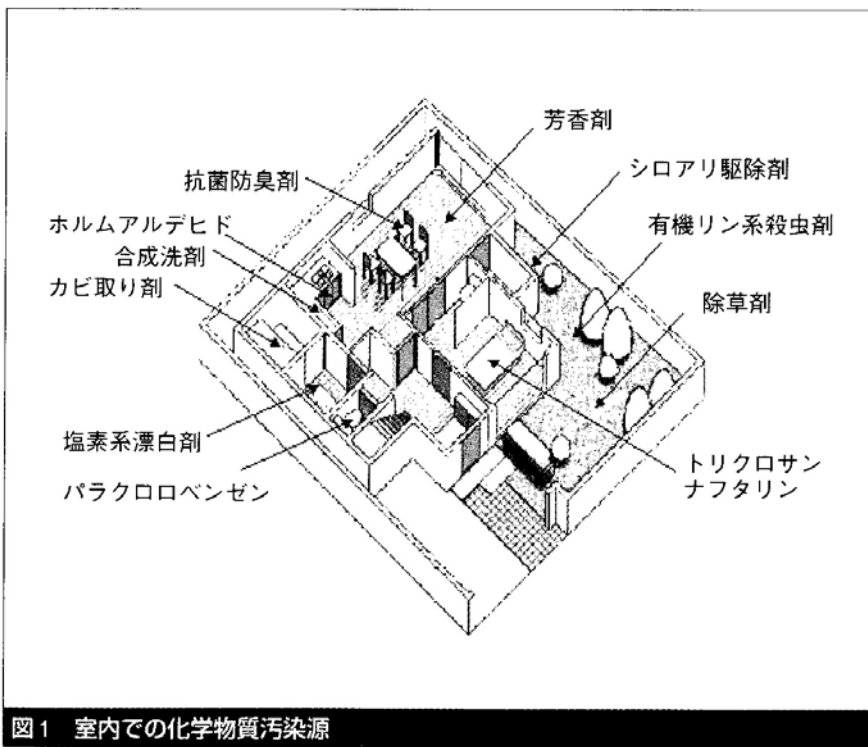 芳香剤
抗菌防臭剤
シロアリ駆除剤
ホルムアルデヒド
有機リン系殺虫剤
合成洗剤
カビ取り剤
除草剤
塩素系漂白剤
トリクロサン
ナフタリン
パラクロロベンゼン
図1 室内での化学物質汚染源